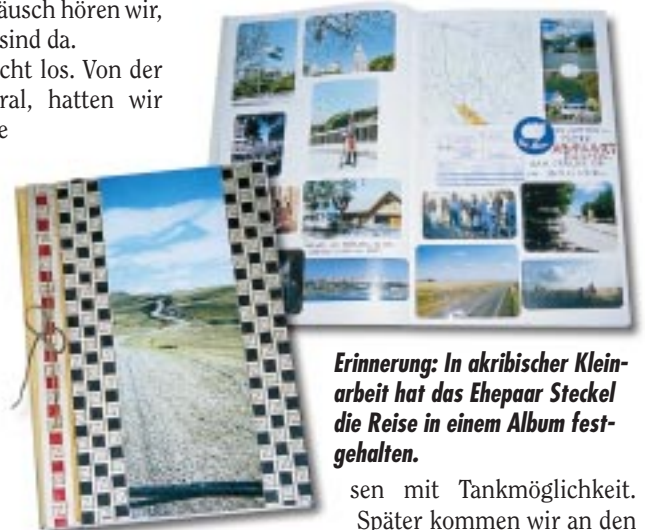 äusch hören wir,
sind da.
cht los. Von der
ral, hatten wir
e
Erinnerung: In akribischer Klein-
arbeit hat das Ehepaar Steckel
die Reise in einem Album fest-
gehalten.
sen mit Tankmöglichkeit.
Später kommen wir an den